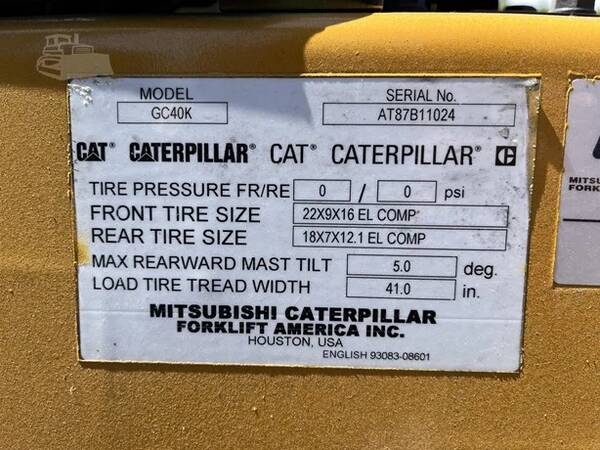 MODEL SERIAL No.
GC40K AT87B11024
CAT® CATERPILLAR® CAT® CATERPILLAR® C
TIRE PRESSURE FR/RE 0 / 0 psi
FRONT TIRE SIZE 22X9X16 EL COMP
REAR TIRE SIZE 18X7X12.1 EL COMP
MAX REARWARD MAST TILT 5.0 deg.
LOAD TIRE TREAD WIDTH 41.0 in.
MITSUBISHI CATERPILLAR
FORKLIFT AMERICA INC.
HOUSTON, USA
ENGLISH 93083-08601
MITSU
FORK